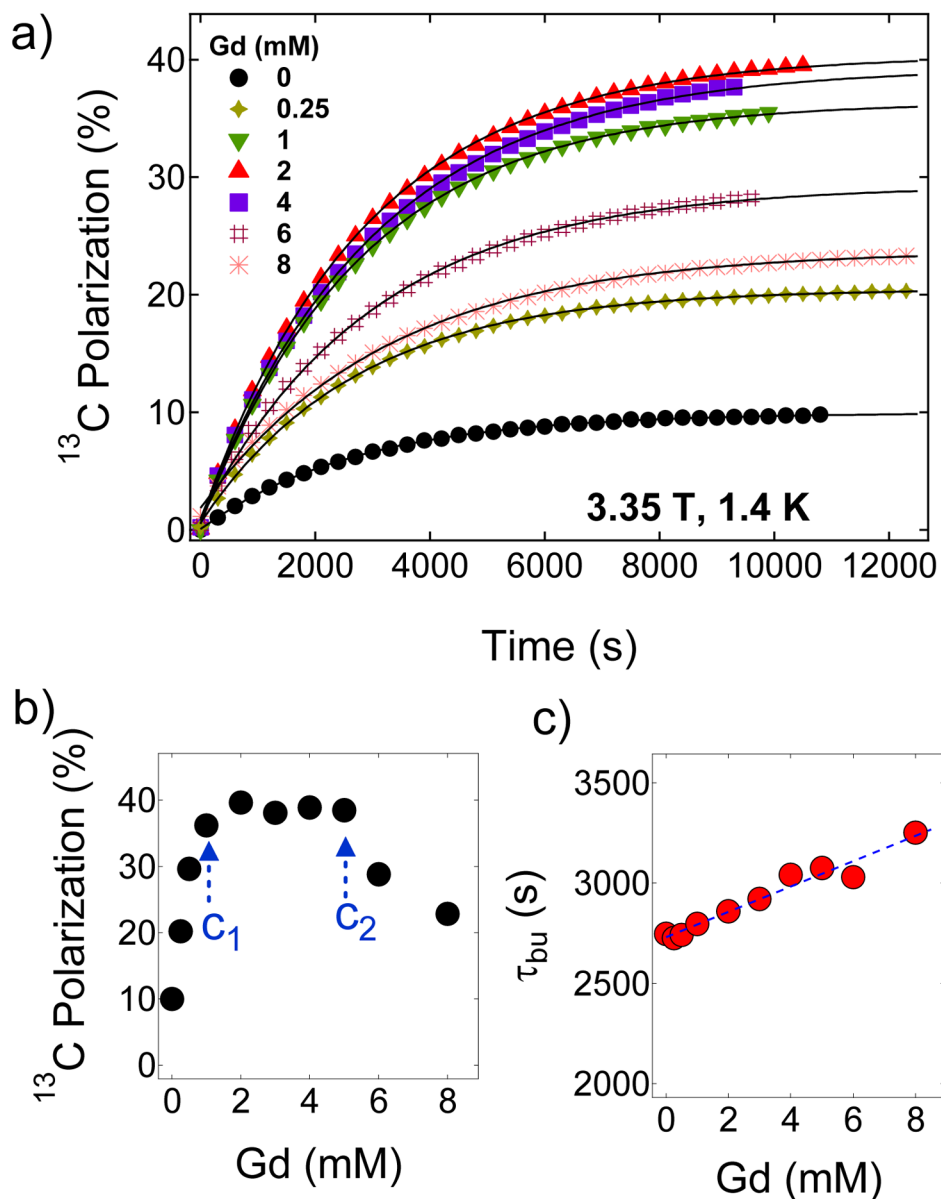 a)
Gd (mM)
0
0.25
1
2
4
6
8
40
30
20
10
0
¹³C Polarization (%)
3.35 T, 1.4 K
0 2000 4000 6000 8000 10000 12000
Time (s)
b)
¹³C Polarization (%)
40
30
20
10
0
c₁
c₂
0 2 4 6 8
Gd (mM)
c)
τbu (s)
3500
3000
2500
2000
0 2 4 6 8
Gd (mM)